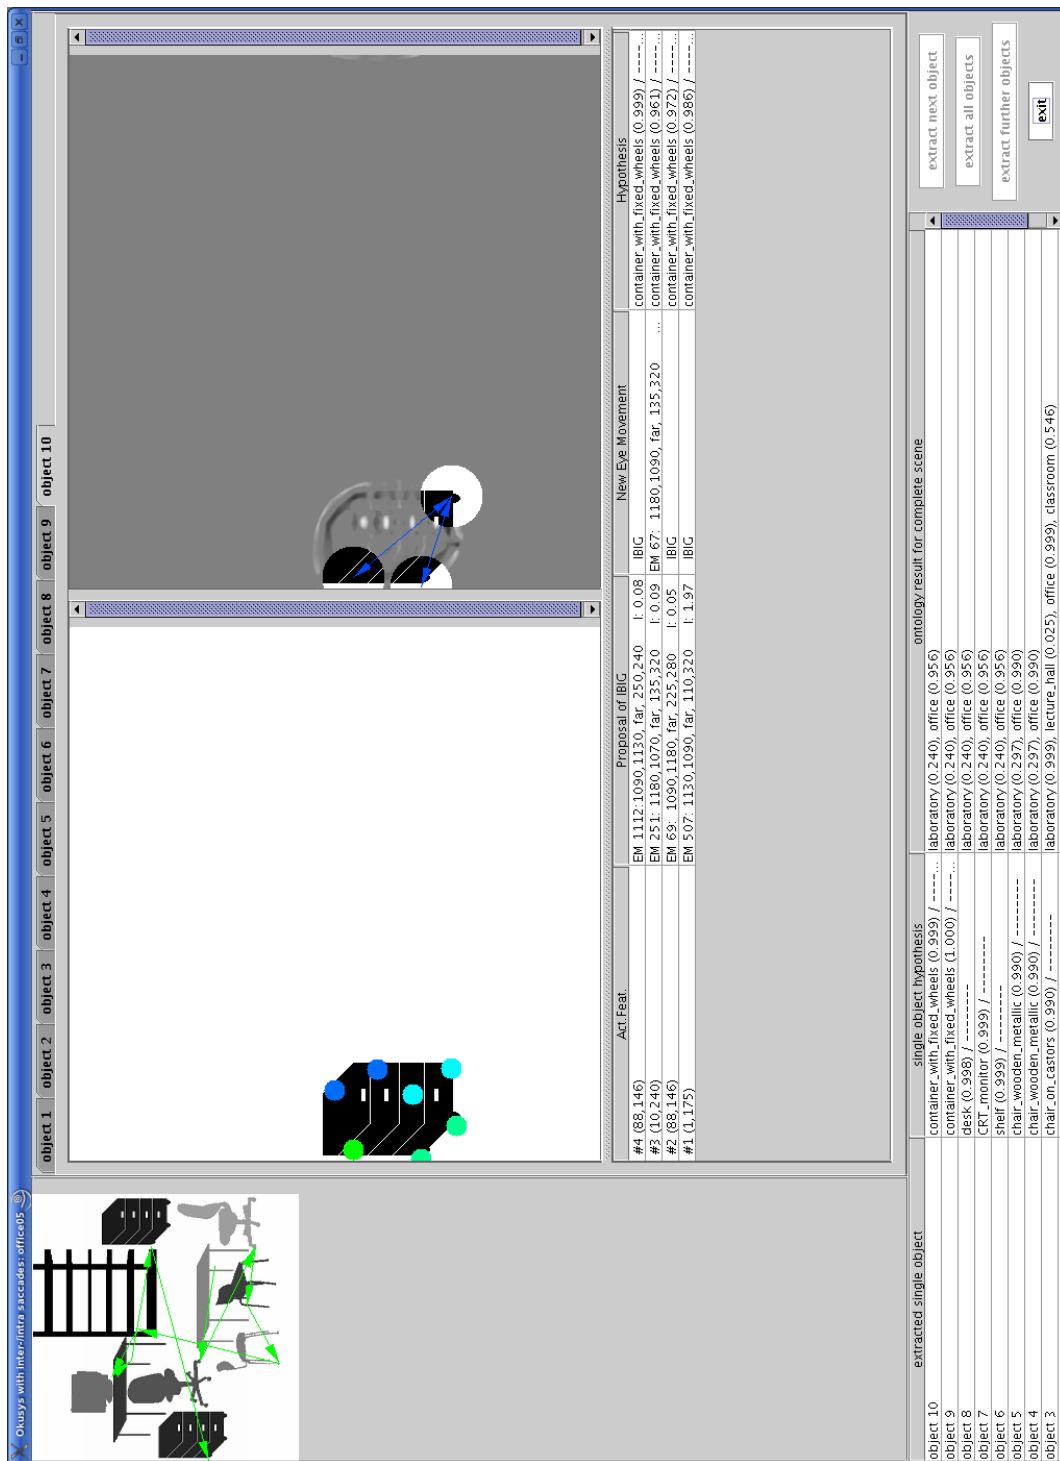 Okusys with inter-/intra saccades: office05
object 1 object 2 object 3 object 4 object 5 object 6 object 7 object 8 object 9 object 10
Act.Feat. Proposal of IBIG New Eye Movement Hypothesis
#4 (88,146) EM 1112: 1090,1130, far, 250,240 I: 0.08 IBIG container_with_fixed_wheels (0.999) / ----...
#3 (10,240) EM 251: 1180,1070, far, 135,320 I: 0.09 EM 67: 1180,1090, far, 135,320 ... container_with_fixed_wheels (0.961) / ----...
#2 (88,146) EM 69: 1090,1180, far, 225,280 I: 0.05 IBIG container_with_fixed_wheels (0.972) / ----...
#1 (1,175) EM 507: 1130,1090, far, 110,320 I: 1.97 IBIG container_with_fixed_wheels (0.986) / ----...
extracted single object single object hypothesis ontology result for complete scene
object 10 container_with_fixed_wheels (0.999) / ----... laboratory (0.240), office (0.956)
object 9 container_with_fixed_wheels (1.000) / ----... laboratory (0.240), office (0.956)
object 8 desk (0.998) / --------- laboratory (0.240), office (0.956)
object 7 CRT_monitor (0.999) / --------- laboratory (0.240), office (0.956)
object 6 shelf (0.999) / --------- laboratory (0.240), office (0.956)
object 5 chair_wooden_metallic (0.990) / --------- laboratory (0.297), office (0.990)
object 4 chair_wooden_metallic (0.990) / --------- laboratory (0.297), office (0.990)
object 3 chair_on_castors (0.990) / --------- laboratory (0.999), lecture_hall (0.025), office (0.999), classroom (0.546)
extract next object
extract all objects
extract further objects
exit